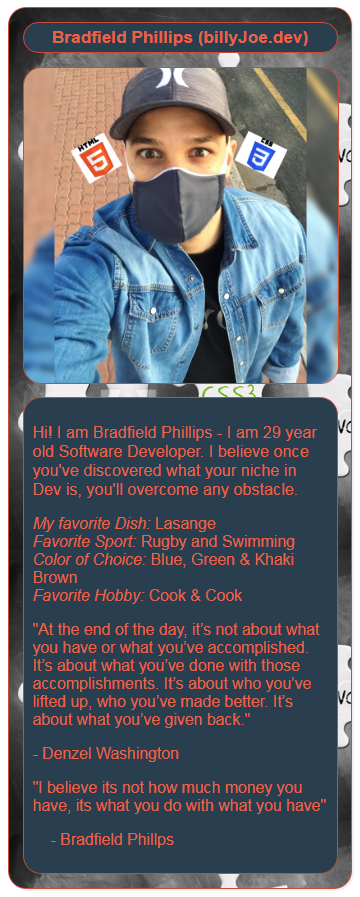 Bradfield Phillips (billyJoe.dev)
HTML
5
CSS
3
CSS3
Hi! I am Bradfield Phillips - I am 29 year
old Software Developer. I believe once
you've discovered what your niche in
Dev is, you'll overcome any obstacle.
My favorite Dish: Lasange
Favorite Sport: Rugby and Swimming
Color of Choice: Blue, Green & Khaki
Brown
Favorite Hobby: Cook & Cook
"At the end of the day, it’s not about what
you have or what you’ve accomplished.
It’s about what you’ve done with those
accomplishments. It’s about who you’ve
lifted up, who you’ve made better. It’s
about what you’ve given back."
- Denzel Washington
"I believe its not how much money you
have, its what you do with what you have"
- Bradfield Phillps